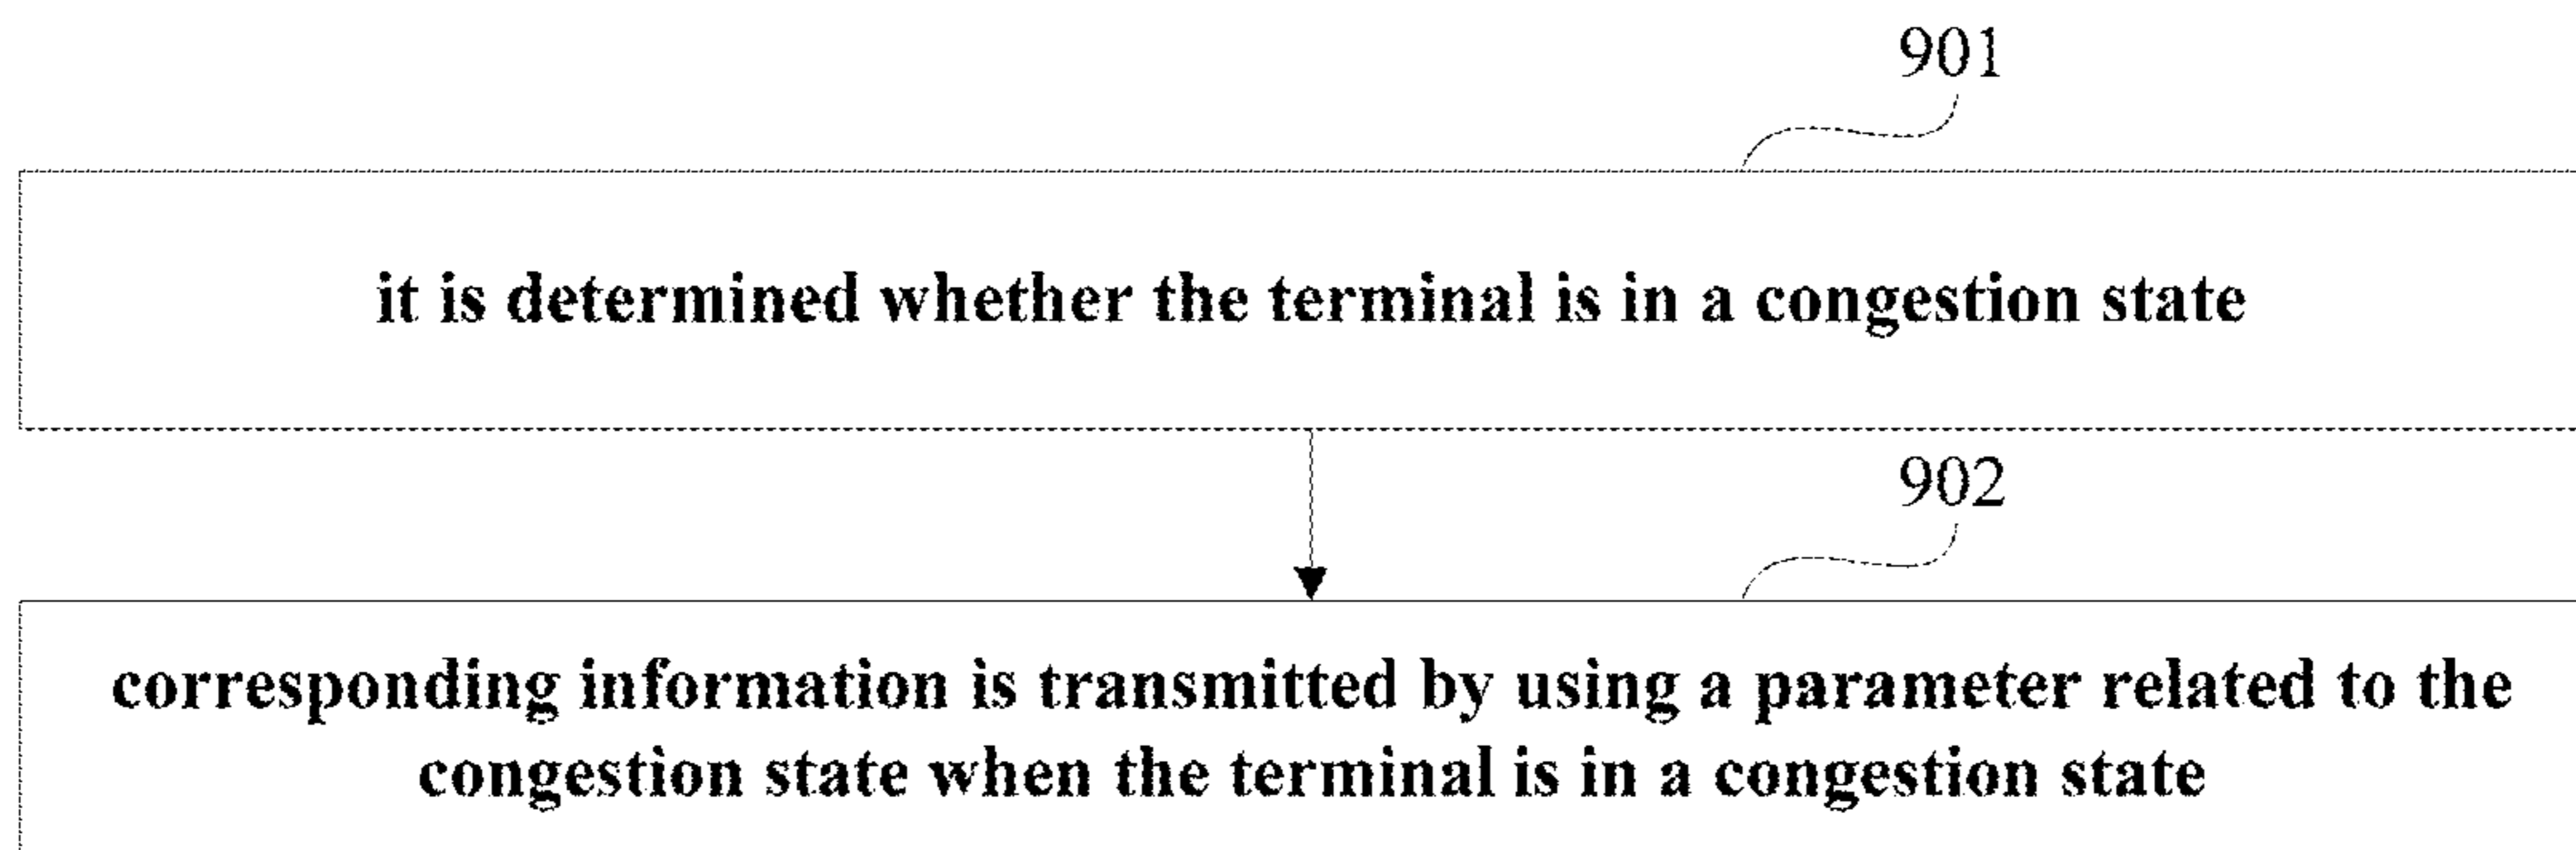 901
it is determined whether the terminal is in a congestion state
902
corresponding information is transmitted by using a parameter related to the
congestion state when the terminal is in a congestion state